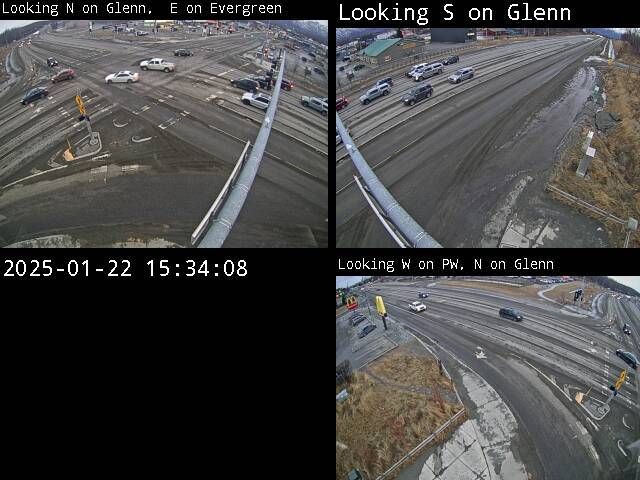 Looking N on Glenn,  E on Evergreen
Looking S on Glenn
2025-01-22 15:34:08
Looking W on PW, N on Glenn